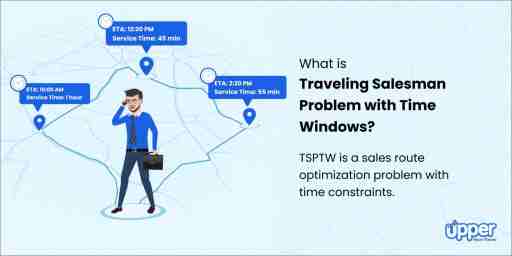 ETA: 12:30 PM
Service Time: 45 min
ETA: 10:00 AM
Service Time: 1 hour
ETA: 2:20 PM
Service Time: 55 min
What is
Traveling Salesman
Problem with Time
Windows?
TSPTW is a sales route
optimization problem with
time constraints.
upper